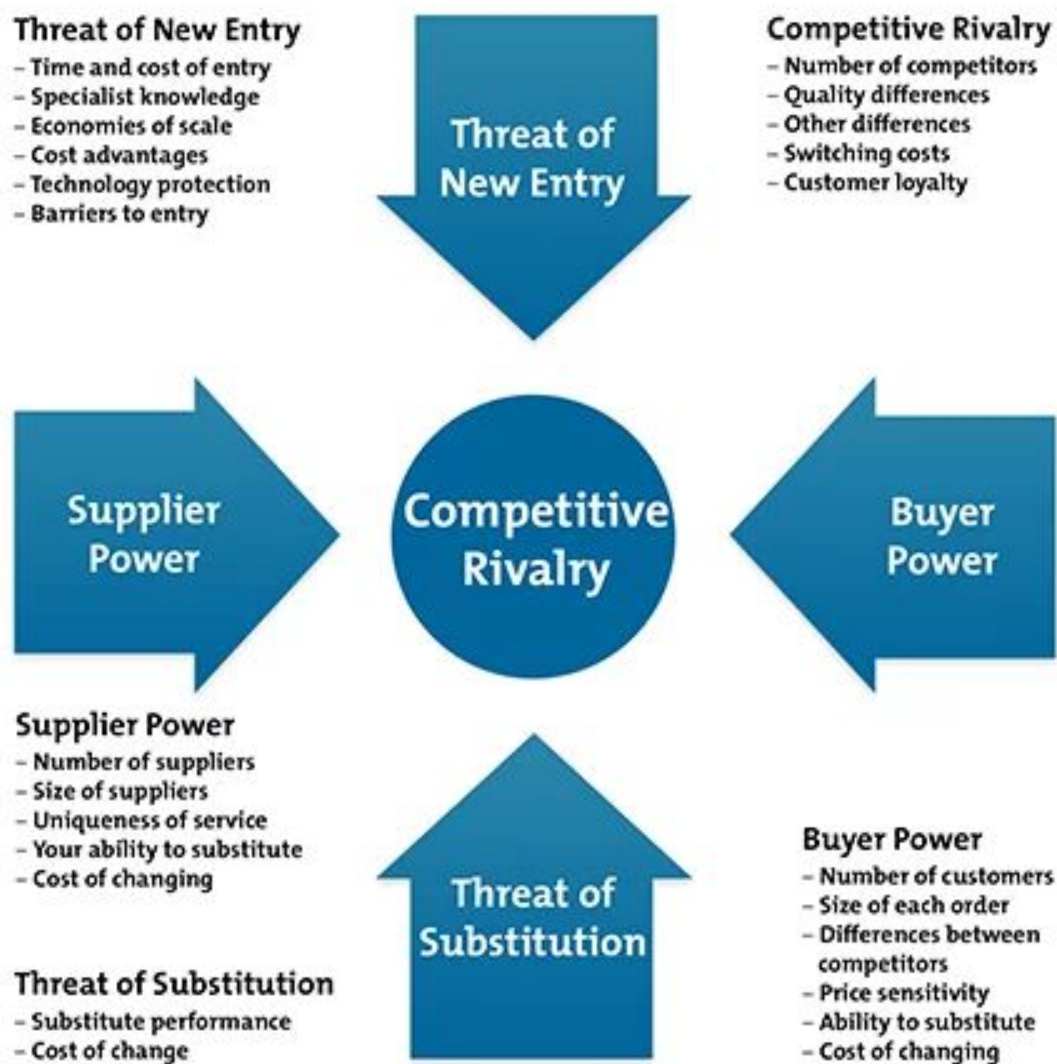 Threat of New Entry
– Time and cost of entry
– Specialist knowledge
– Economies of scale
– Cost advantages
– Technology protection
– Barriers to entry
Threat of
New Entry
Competitive Rivalry
– Number of competitors
– Quality differences
– Other differences
– Switching costs
– Customer loyalty
Supplier
Power
Competitive
Rivalry
Buyer
Power
Supplier Power
– Number of suppliers
– Size of suppliers
– Uniqueness of service
– Your ability to substitute
– Cost of changing
Threat of
Substitution
Threat of Substitution
– Substitute performance
– Cost of change
Buyer Power
– Number of customers
– Size of each order
– Differences between
competitors
– Price sensitivity
– Ability to substitute
– Cost of changing